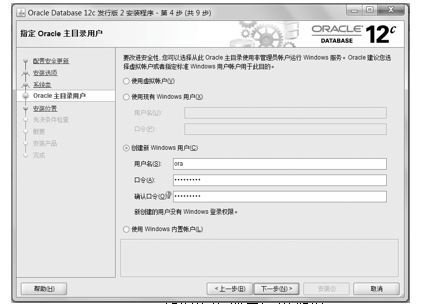 Oracle Database 12c 发行版 2 安装程序 - 第 4 步 (共 9 步)
指定 Oracle 主目录用户
ORACLE
DATABASE
12c
配置安全更新
安装选项
系统类
Oracle 主目录用户
安装位置
先决条件检查
概要
安装产品
完成
要改进安全性, 您可以选择从此 Oracle 主目录使用非管理员帐户运行 Windows 服务。Oracle 建议您选
择虚拟帐户或者指定标准 Windows 用户帐户用于此目的。
使用虚拟帐户(V)
使用现有 Windows 用户(X)
用户名(U):
口令(P):
创建新 Windows 用户(C)
用户名(S): ora
口令(A): •••••••••
确认口令(O): •••••••••
新创建的用户没有 Windows 登录权限。
使用 Windows 内置帐户(L)
帮助(H)
<上一步(B)
下一步(N)>
安装(I)
取消